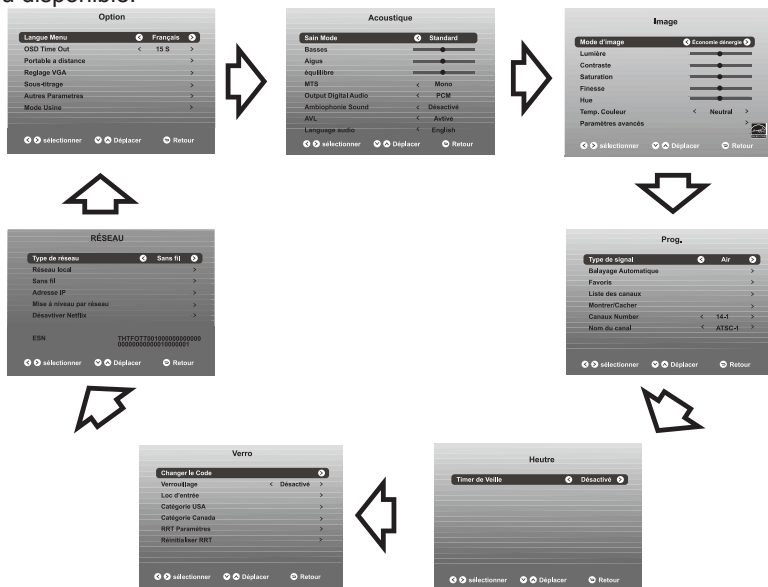 u disponible.
Option
Langue Menu Français
OSD Time Out < 15 S >
Portable a distance >
Reglage VGA >
Sous-titrage >
Autres Parametres >
Mode Usine >
sélectionner Déplacer Retour
Acoustique
Sain Mode Standard
Basses
Aigus
équilibre
MTS < Mono
Output Digital Audio < PCM
Ambiophonie Sound < Désactivé
AVL < Avtive
Language audio < English
sélectionner Déplacer Retour
Image
Mode d'image Economie dénergie
Lumière
Contraste
Saturation
Finesse
Hue
Temp. Couleur < Neutral >
Paramètres avancés >
sélectionner Déplacer Retour
RÉSEAU
Type de réseau Sans fil
Réseau local >
Sans fil >
Adresse IP >
Mise à niveau par réseau >
Désavtiver Netflix >
ESN THTFOTT001000000000000
00000000000010000001
sélectionner Déplacer Retour
Prog.
Type de signal Air
Balayage Automatique >
Favoris >
Liste des canaux >
Montrer/Cacher >
Canaux Number < 14-1 >
Nom du canal < ATSC-1 >
sélectionner Déplacer Retour
Verro
Changer le Code
Verrouillage < Désactivé >
Loc d'entrée >
Catégorie USA >
Catégorie Canada >
RRT Paramètres >
Réinitialiser RRT >
sélectionner Déplacer Retour
Heutre
Timer de Veille Désactivé
sélectionner Déplacer Retour